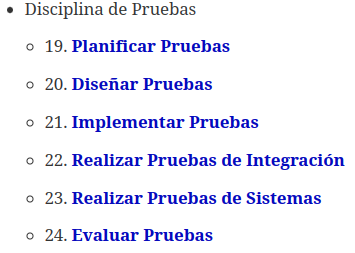 Disciplina de Pruebas
19. Planificar Pruebas
20. Diseñar Pruebas
21. Implementar Pruebas
22. Realizar Pruebas de Integración
23. Realizar Pruebas de Sistemas
24. Evaluar Pruebas